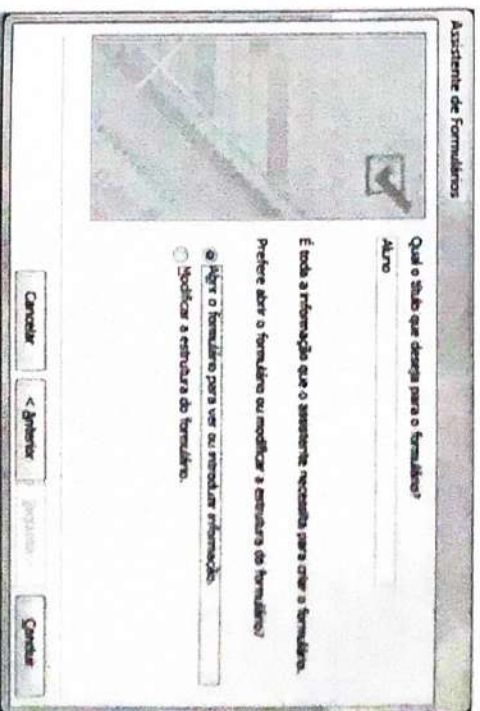 Assistente de Formulários
Qual o título que deseja para o formulário?
Aluno
É toda a informação que o assistente necessita para criar o formulário.
Prefere abrir o formulário ou modificar a estrutura do formulário?
Abrir o formulário para ver ou introduzir informação.
Modificar a estrutura do formulário.
Cancelar
< Anterior
Seguinte >
Concluir